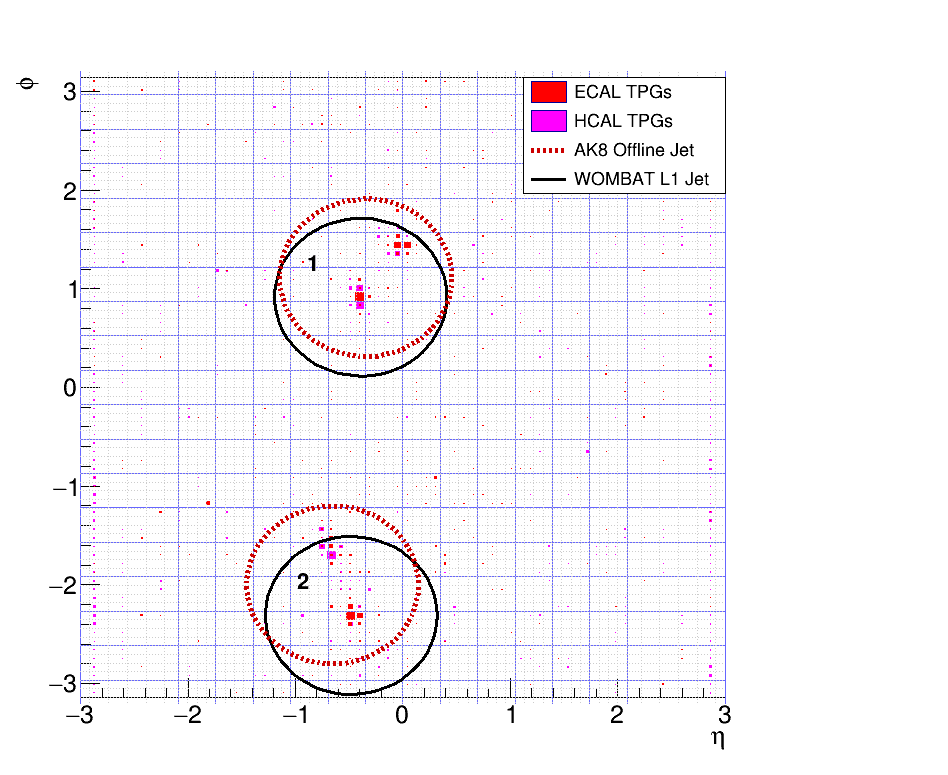 ϕ
3
2
1
0
−1
−2
−3
ECAL TPGs
HCAL TPGs
AK8 Offline Jet
WOMBAT L1 Jet
1
2
−3 −2 −1 0 1 2 3
η